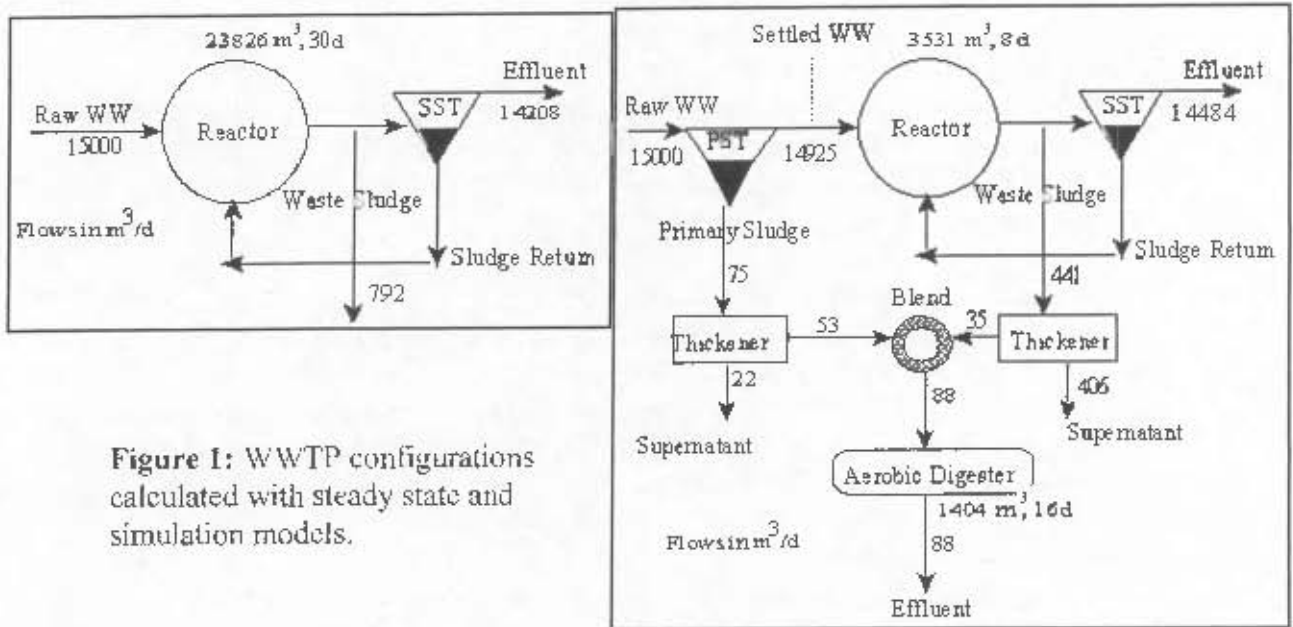 23826 m³, 30d
Effluent
SST
14208
Raw WW
15000
Reactor
Waste Sludge
Flows in m³/d
Sludge Return
792
Settled WW
3531 m³, 8d
Effluent
SST
14484
Raw WW
15000
PST
14925
Reactor
Waste Sludge
Primary Sludge
Sludge Return
75
441
Blend
Thickener
53
35
Thickener
22
88
406
Supernatant
Supernatant
Aerobic Digester
1404 m³, 16d
Flows in m³/d
88
Effluent
Figure 1: WWTP configurations
calculated with steady state and
simulation models.